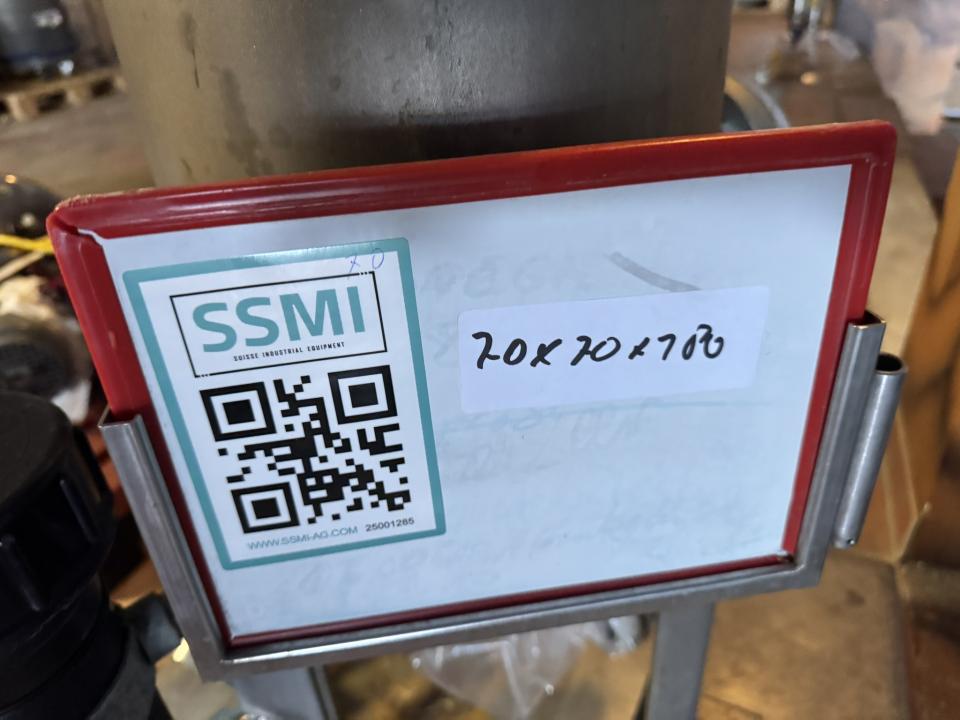 70
SSMI
SUISSE INDUSTRIAL EQUIPMENT
70x70x700
WWW.SSMI-AG.COM 25001285